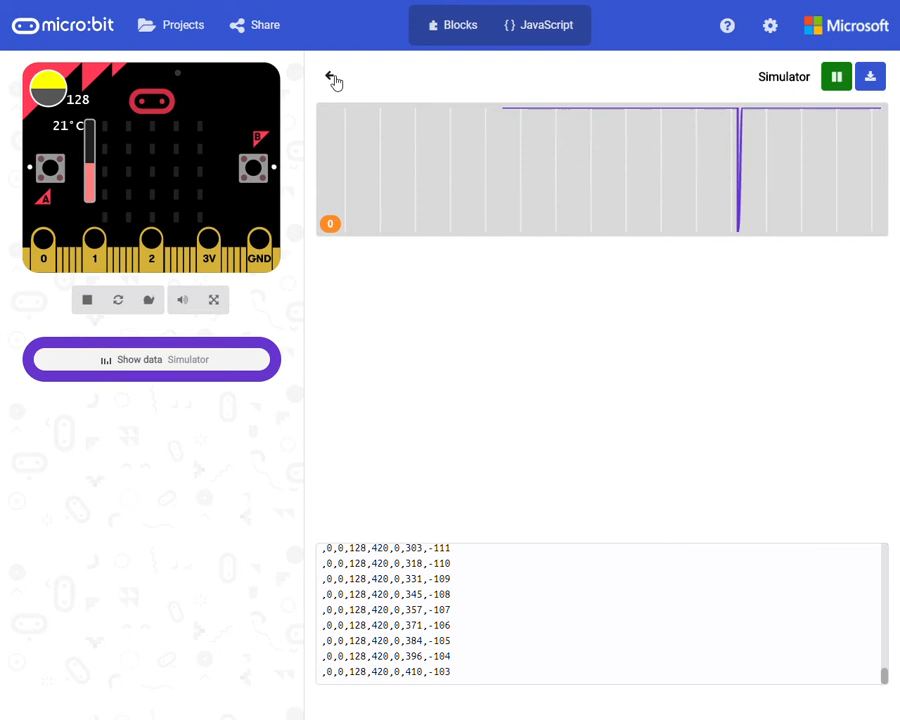 micro:bit Projects Share Blocks { } JavaScript Microsoft
128
21°C
B
A
0 1 2 3V GND
Show data Simulator
Simulator
0
,0,0,128,420,0,303,-111
,0,0,128,420,0,318,-110
,0,0,128,420,0,331,-109
,0,0,128,420,0,345,-108
,0,0,128,420,0,357,-107
,0,0,128,420,0,371,-106
,0,0,128,420,0,384,-105
,0,0,128,420,0,396,-104
,0,0,128,420,0,410,-103